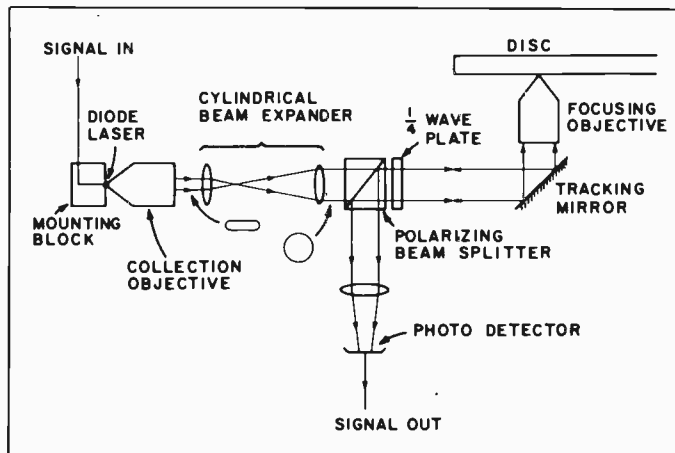 SIGNAL IN
DIODE
LASER
CYLINDRICAL
BEAM EXPANDER
1/4 WAVE
PLATE
DISC
FOCUSING
OBJECTIVE
TRACKING
MIRROR
MOUNTING
BLOCK
COLLECTION
OBJECTIVE
POLARIZING
BEAM SPLITTER
PHOTO DETECTOR
SIGNAL OUT